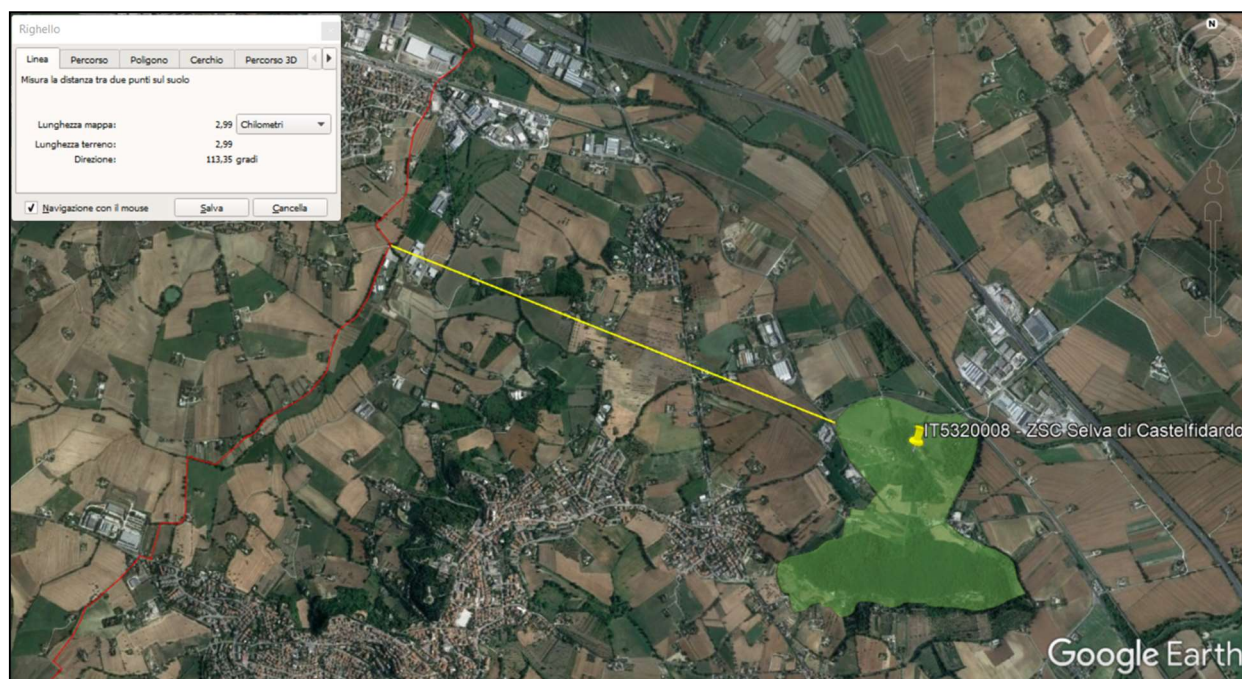 Righello
Linea Percorso Poligono Cerchio Percorso 3D
Misura la distanza tra due punti sul suolo
Lunghezza mappa: 2,99 Chilometri
Lunghezza terreno: 2,99
Direzione: 113,35 gradi
Navigazione con il mouse Salva Cancella
N
IT5320008 - ZSC Selva di Castelfidardo
Google Earth